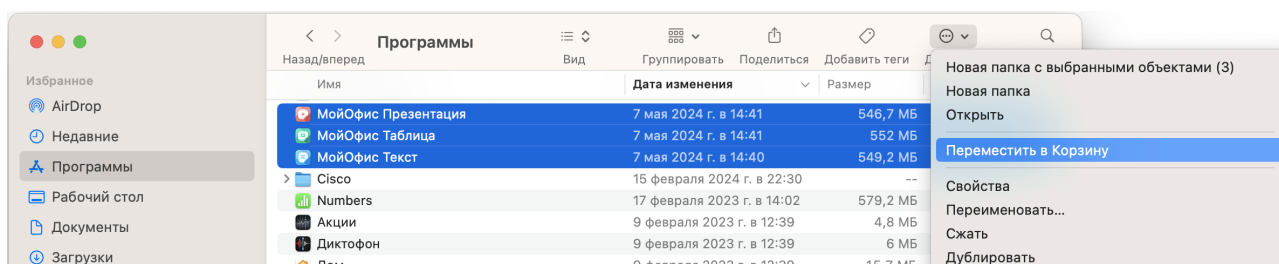 Программы
Назад/вперед
Вид
Группировать
Поделиться
Добавить теги
Избранное
AirDrop
Недавние
Программы
Рабочий стол
Документы
Загрузки
Имя Дата изменения Размер
МойОфис Презентация 7 мая 2024 г. в 14:41 546,7 МБ
МойОфис Таблица 7 мая 2024 г. в 14:41 552 МБ
МойОфис Текст 7 мая 2024 г. в 14:40 549,2 МБ
Cisco 15 февраля 2024 г. в 22:30 --
Numbers 17 февраля 2023 г. в 14:02 579,2 МБ
Акции 9 февраля 2023 г. в 12:39 4,8 МБ
Диктофон 9 февраля 2023 г. в 12:39 6 МБ
Новая папка с выбранными объектами (3)
Новая папка
Открыть
Переместить в Корзину
Свойства
Переименовать...
Сжать
Дублировать